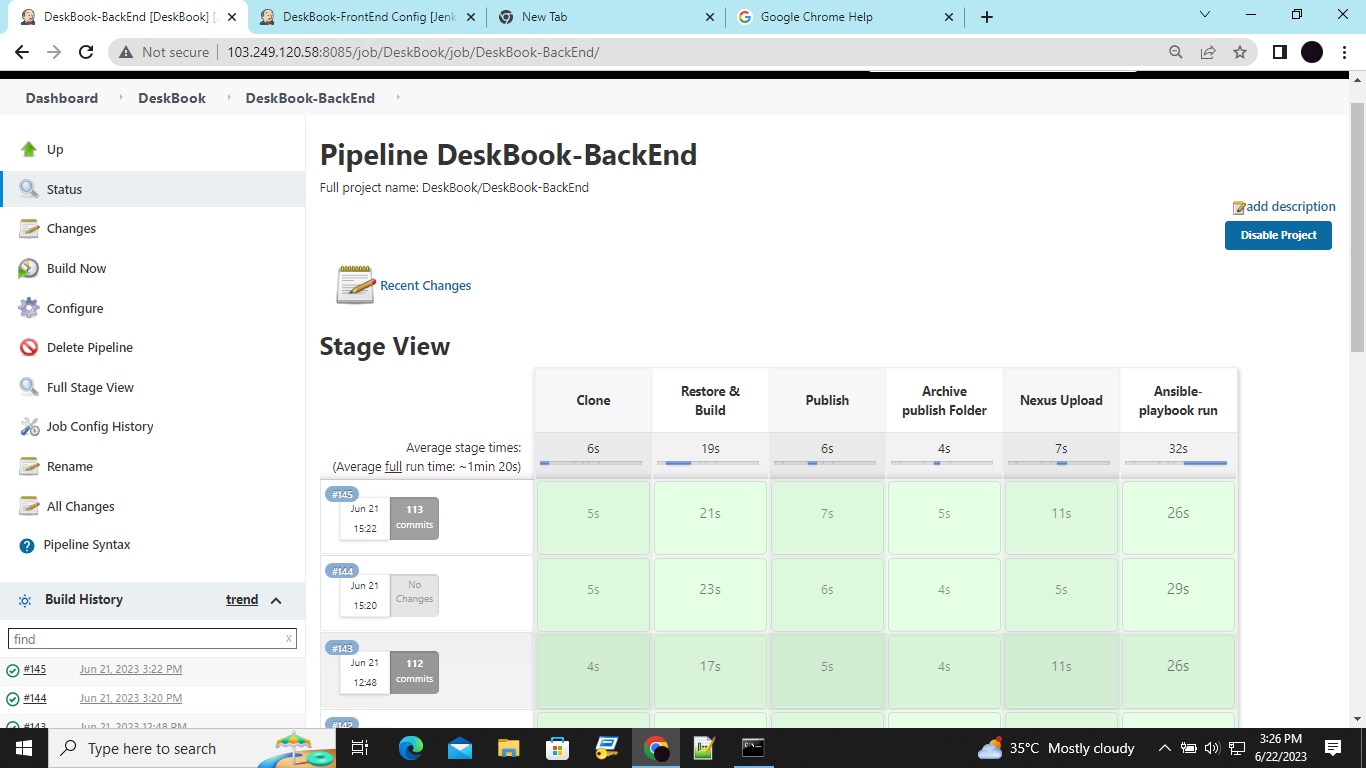 DeskBook-BackEnd [DeskBook] [J
DeskBook-FrontEnd Config [Jenk
New Tab
Google Chrome Help
Not secure
103.249.120.58:8085/job/DeskBook/job/DeskBook-BackEnd/
Dashboard
DeskBook
DeskBook-BackEnd
Up
Status
Changes
Build Now
Configure
Delete Pipeline
Full Stage View
Job Config History
Rename
All Changes
Pipeline Syntax
Build History
trend
find
x
#145 Jun 21, 2023 3:22 PM
#144 Jun 21, 2023 3:20 PM
#143 Jun 21, 2023 12:48 PM
Pipeline DeskBook-BackEnd
Full project name: DeskBook/DeskBook-BackEnd
add description
Disable Project
Recent Changes
Stage View
Clone
Restore &
Build
Publish
Archive
publish Folder
Nexus Upload
Ansible-
playbook run
Average stage times:
(Average full run time: ~1min 20s)
6s 19s 6s 4s 7s 32s
#145
Jun 21
15:22
113
commits
5s 21s 7s 5s 11s 26s
#144
Jun 21
15:20
No
Changes
5s 23s 6s 4s 5s 29s
#143
Jun 21
12:48
112
commits
4s 17s 5s 4s 11s 26s
#142
Type here to search
35°C Mostly cloudy
3:26 PM
6/22/2023